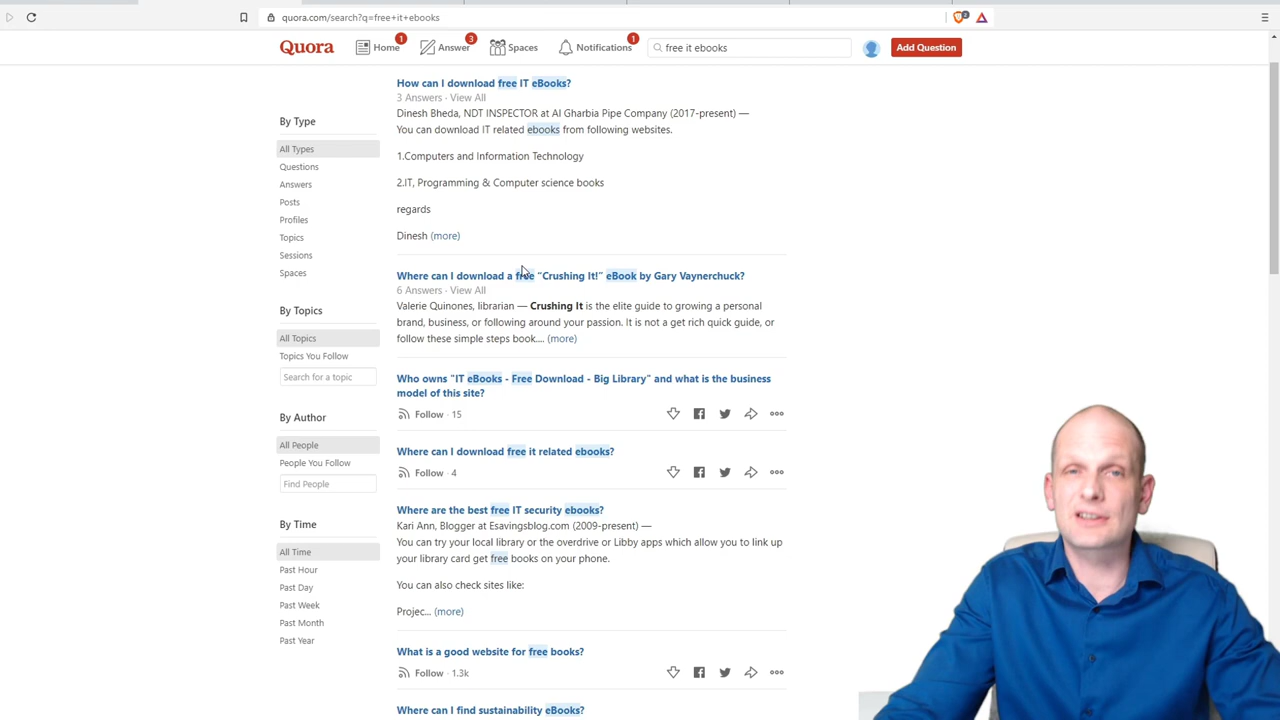 quora.com/search?q=free+it+ebooks
2
Quora
Home
1
Answer
3
Spaces
Notifications
1
free it ebooks
Add Question
By Type
All Types
Questions
Answers
Posts
Profiles
Topics
Sessions
Spaces
By Topics
All Topics
Topics You Follow
Search for a topic
By Author
All People
People You Follow
Find People
By Time
All Time
Past Hour
Past Day
Past Week
Past Month
Past Year
How can I download free IT eBooks?
3 Answers · View All
Dinesh Bheda, NDT INSPECTOR at Al Gharbia Pipe Company (2017-present) —
You can download IT related ebooks from following websites.
1.Computers and Information Technology
2.IT, Programming & Computer science books
regards
Dinesh (more)
Where can I download a free "Crushing It!" eBook by Gary Vaynerchuck?
6 Answers · View All
Valerie Quinones, librarian — Crushing It is the elite guide to growing a personal
brand, business, or following around your passion. It is not a get rich quick guide, or
follow these simple steps book.... (more)
Who owns "IT eBooks - Free Download - Big Library" and what is the business
model of this site?
Follow · 15
Where can I download free it related ebooks?
Follow · 4
Where are the best free IT security ebooks?
Kari Ann, Blogger at Esavingsblog.com (2009-present) —
You can try your local library or the overdrive or Libby apps which allow you to link up
your library card get free books on your phone.
You can also check sites like:
Projec... (more)
What is a good website for free books?
Follow · 1.3k
Where can I find sustainability eBooks?